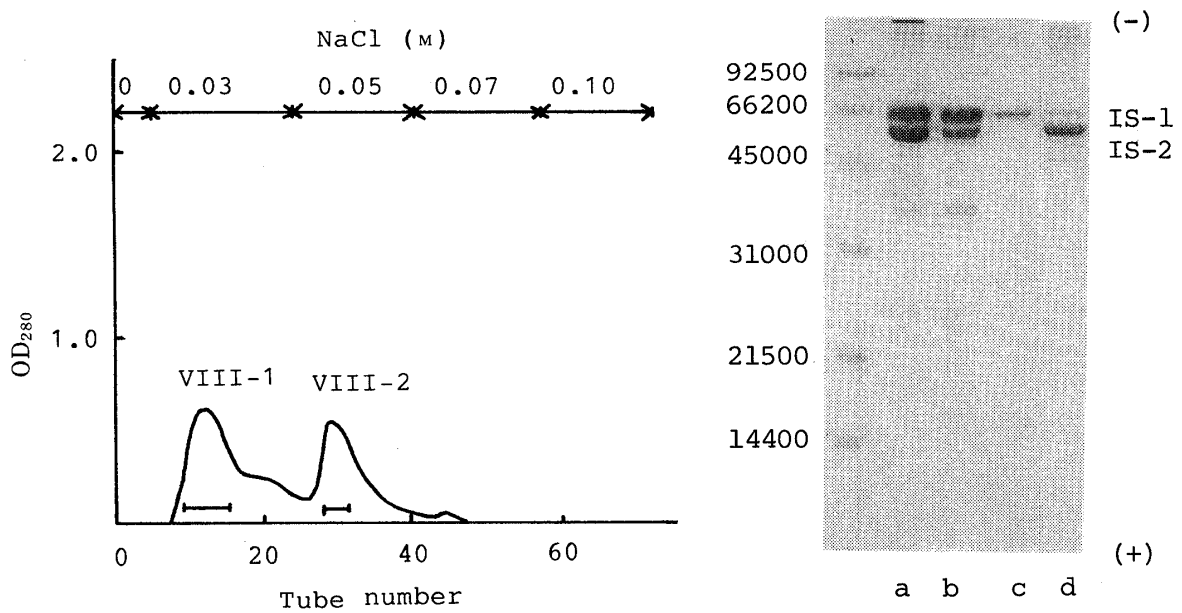 NaCl (M)
0 0.03 0.05 0.07 0.10
2.0
1.0
OD280
VIII-1 VIII-2
0 20 40 60
Tube number
(-)
92500
66200
IS-1
IS-2
45000
31000
21500
14400
(+)
a b c d